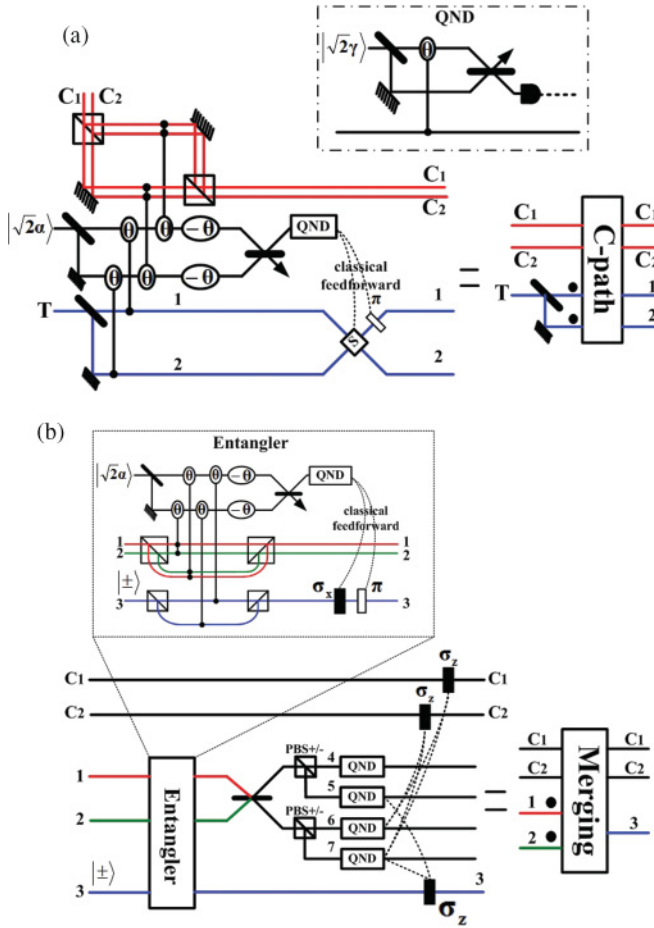 (a)
QND
|√2γ⟩
θ
C1 C2
C1
C2
|√2α⟩
θ
θ
θ
θ
−θ
−θ
QND
classical
feedforward
π
T
1
2
S
1
2
=
C1
C2
T
C-path
C1
C2
1
2
(b)
Entangler
|√2α⟩
θ
θ
θ
θ
−θ
−θ
QND
classical
feedforward
1
2
1
2
|±⟩
3
σx
π
3
C1
σz
C1
C2
σz
C2
1
2
Entangler
PBS+/-
PBS+/-
4
5
6
7
QND
QND
QND
QND
|±⟩
3
3
σz
=
C1
C2
1
2
Merging
C1
C2
3